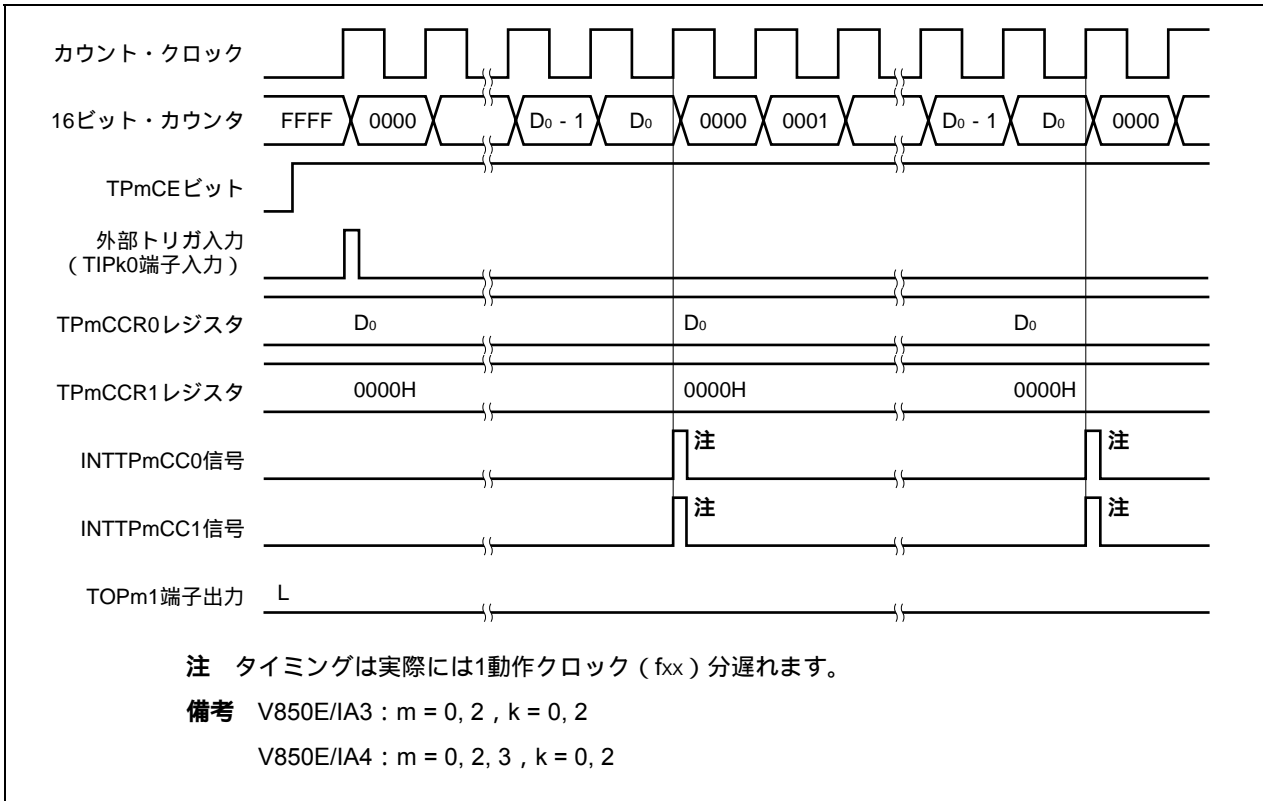 カウント・クロック
16ビット・カウンタ FFFF 0000 D0 - 1 D0 0000 0001 D0 - 1 D0 0000
TPmCEビット
外部トリガ入力
（TIPk0端子入力）
TPmCCR0レジスタ D0 D0 D0
TPmCCR1レジスタ 0000H 0000H 0000H
INTTPmCC0信号 注 注
INTTPmCC1信号 注 注
TOPm1端子出力 L
注 タイミングは実際には1動作クロック（fxx）分遅れます。
備考 V850E/IA3：m = 0, 2，k = 0, 2
V850E/IA4：m = 0, 2, 3，k = 0, 2